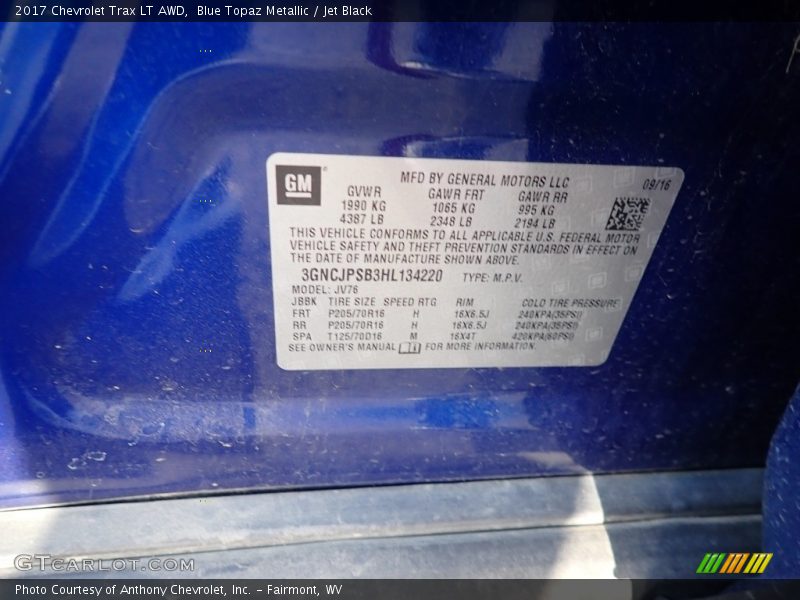 2017 Chevrolet Trax LT AWD,  Blue Topaz Metallic / Jet Black
GM
MFD BY GENERAL MOTORS LLC 09/16
GVWR GAWR FRT GAWR RR
1990 KG 1065 KG 995 KG
4387 LB 2348 LB 2194 LB
THIS VEHICLE CONFORMS TO ALL APPLICABLE U.S. FEDERAL MOTOR
VEHICLE SAFETY AND THEFT PREVENTION STANDARDS IN EFFECT ON
THE DATE OF MANUFACTURE SHOWN ABOVE.
3GNCJPSB3HL134220 TYPE: M.P.V.
MODEL: JV76
JBBK TIRE SIZE SPEED RTG RIM COLD TIRE PRESSURE
FRT P205/70R16 H 16X6.5J 240KPA(35PSI)
RR P205/70R16 H 16X6.5J 240KPA(35PSI)
SPA T125/70D16 M 16X4T 420KPA(60PSI)
SEE OWNER'S MANUAL FOR MORE INFORMATION.
GTcarlot.com
Photo Courtesy of Anthony Chevrolet, Inc. – Fairmont, WV